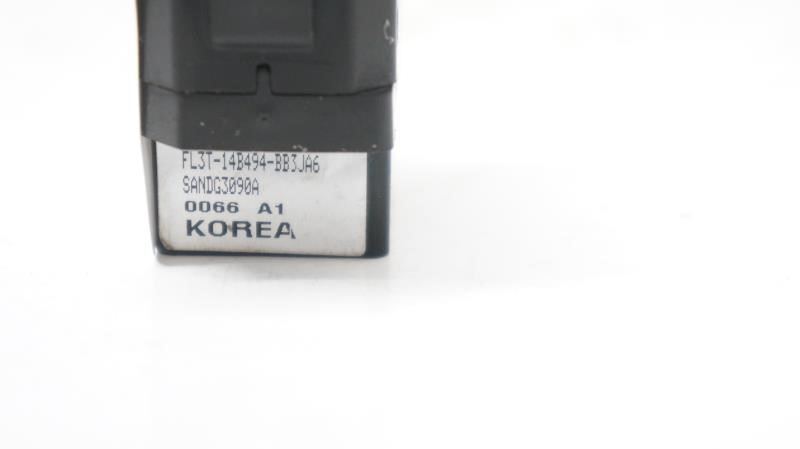 FL3T-14B494-BB3JA6
SANDG3090A
0066 A1
KOREA